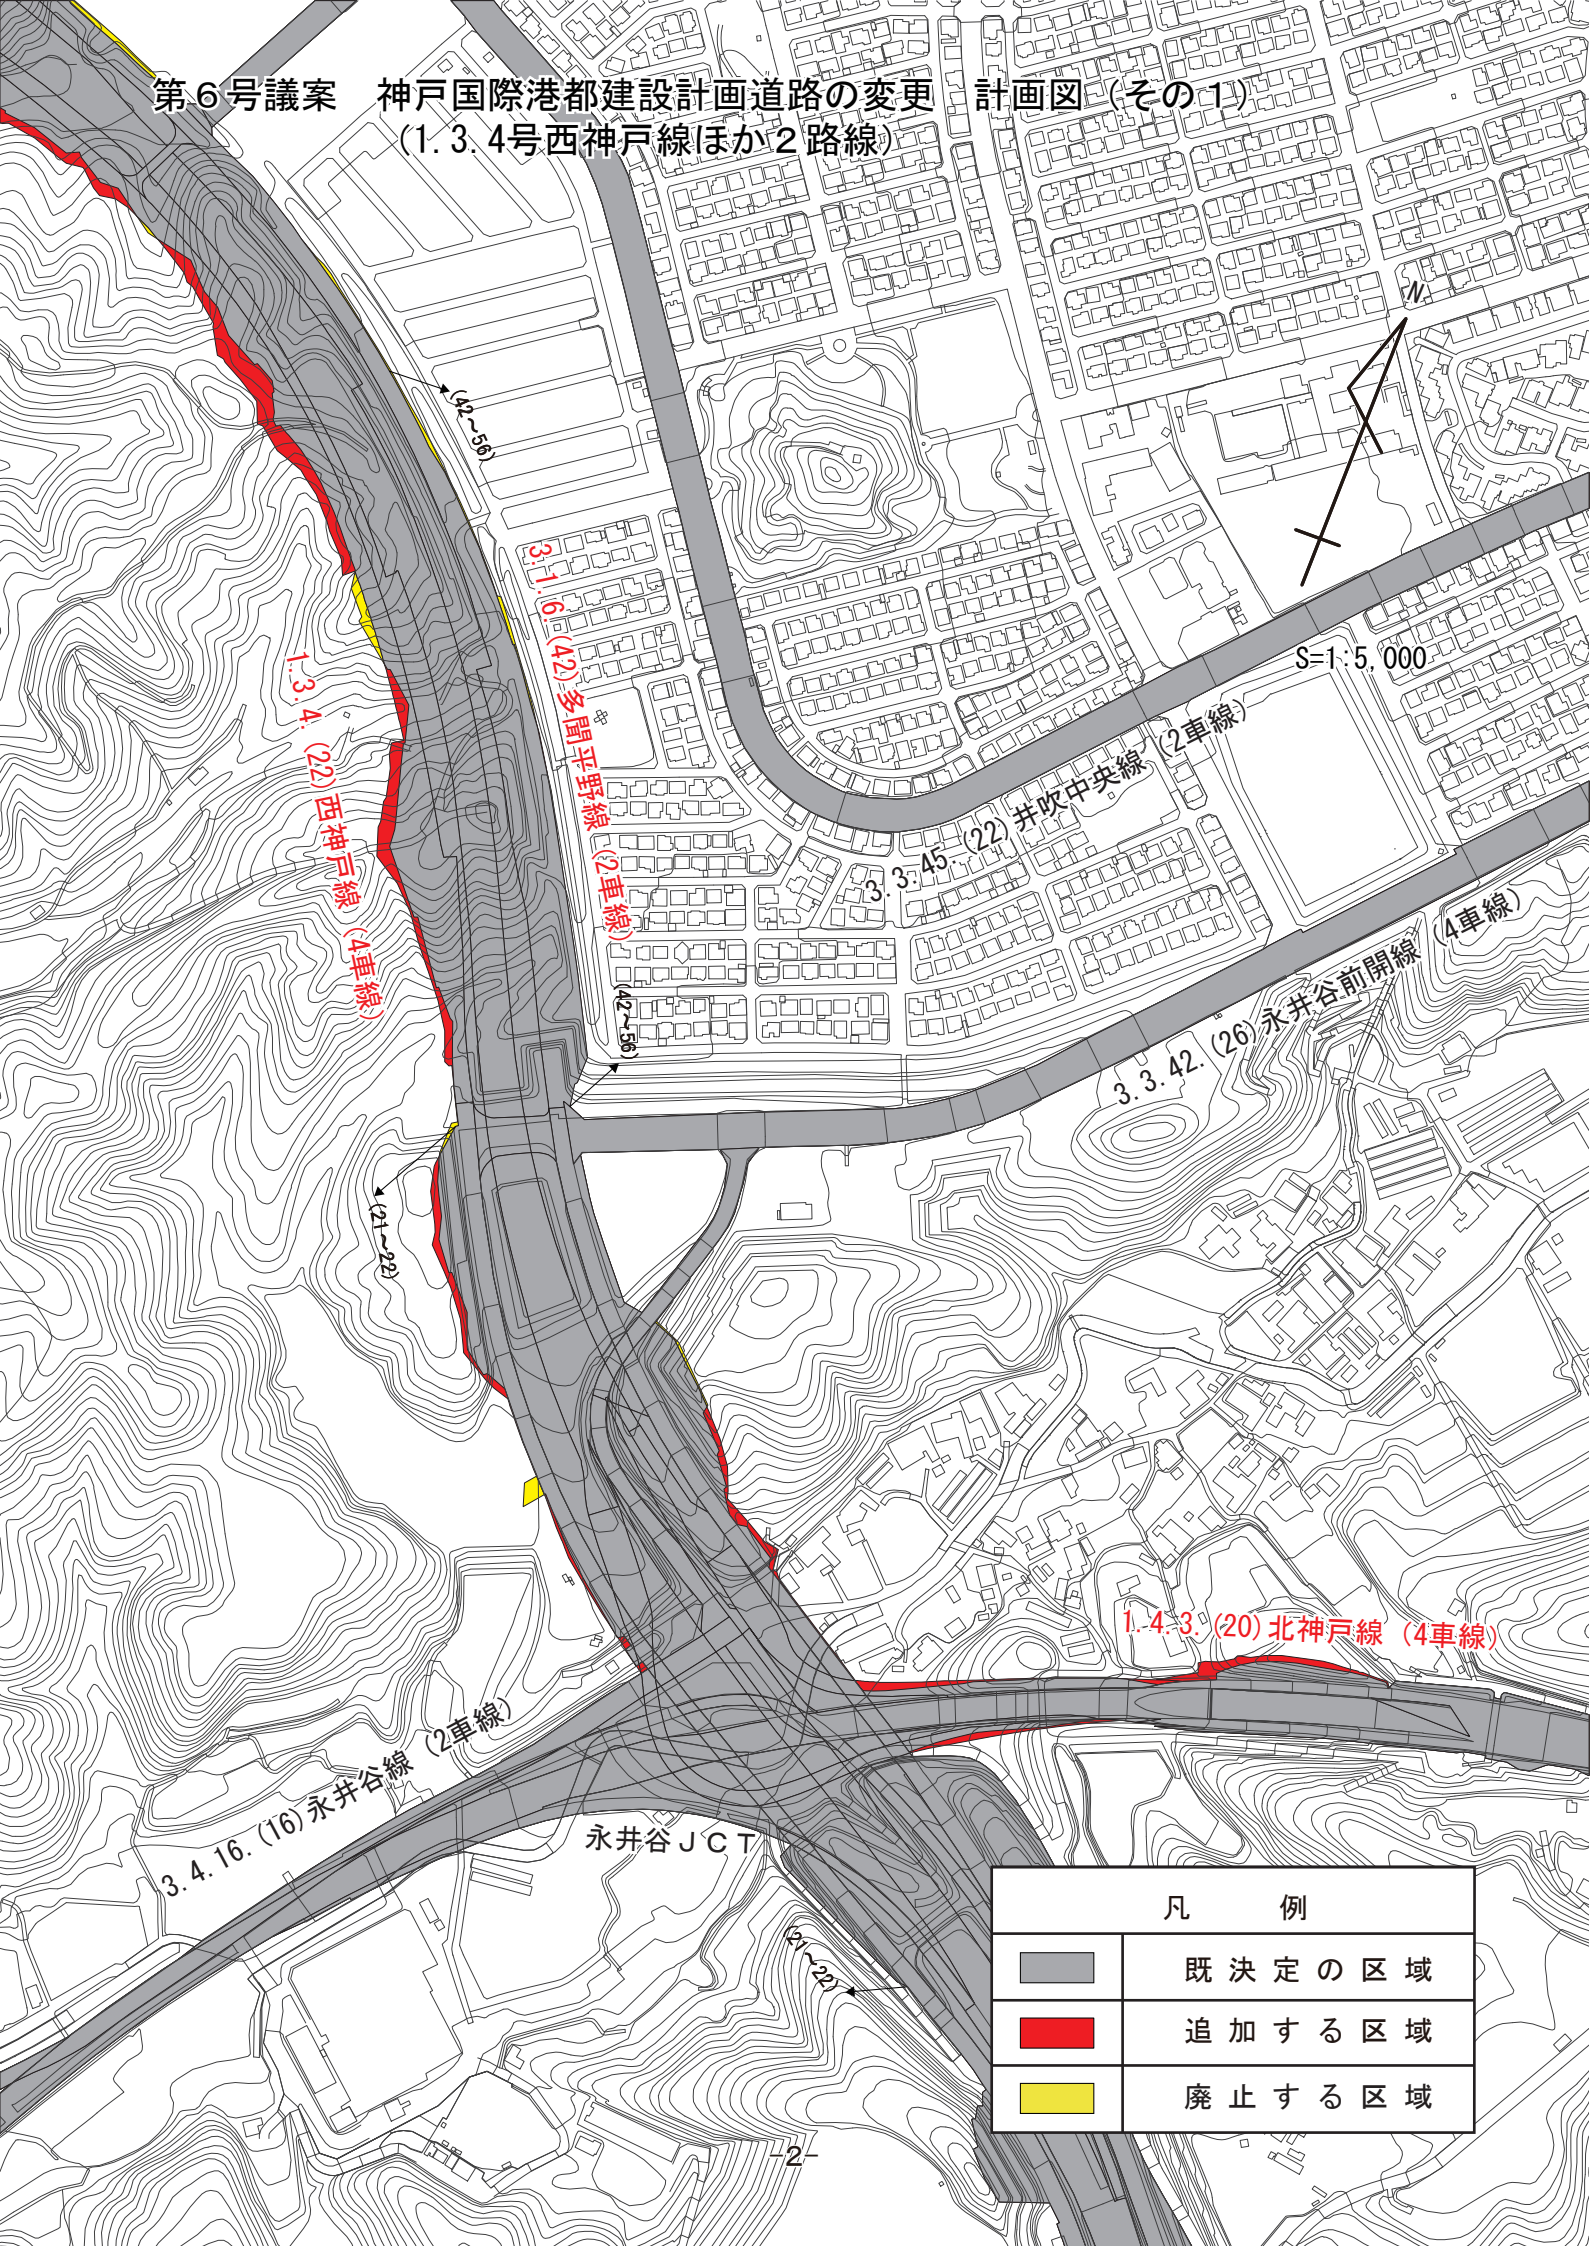 第６号議案　神戸国際港都建設計画道路の変更　計画図（その１）
（1.3.4号西神戸線ほか２路線）
N
(42～56)
3.1.6.(42)多聞平野線（2車線）
S=1:5,000
1.3.4.(22)西神戸線（4車線）
3.3.45.(22)井吹中央線（2車線）
3.3.42.(26)永井谷前開線（4車線）
(42～56)
(21～22)
1.4.3.(20)北神戸線（4車線）
3.4.16.(16)永井谷線（2車線）
永井谷ＪＣＴ
(21～22)
凡　例
既決定の区域
追加する区域
廃止する区域
-2-